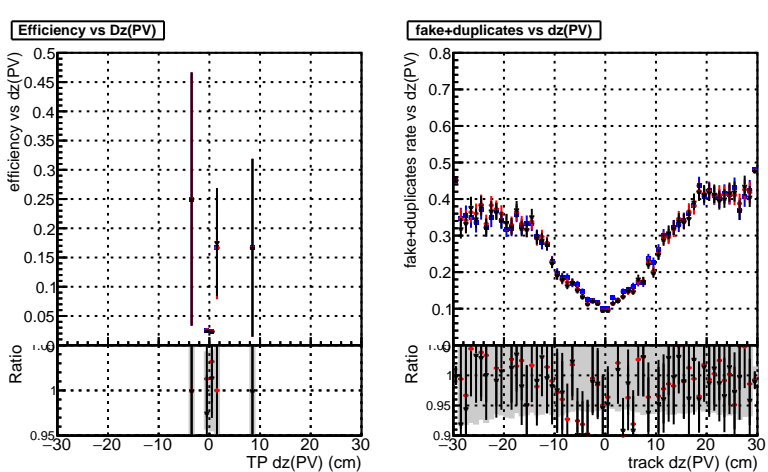 Efficiency vs Dz(PV)
efficiency vs dz(PV)
0.5
0.45
0.4
0.35
0.3
0.25
0.2
0.15
0.1
0.05
Ratio
1
0.95
−30 −20 −10 0 10 20 30
TP dz(PV) (cm)
fake+duplicates vs dz(PV)
fake+duplicates rate vs dz(PV)
0.8
0.7
0.6
0.5
0.4
0.3
0.2
0.1
Ratio
1
0.95
−30 −20 −10 0 10 20 30
track dz(PV) (cm)